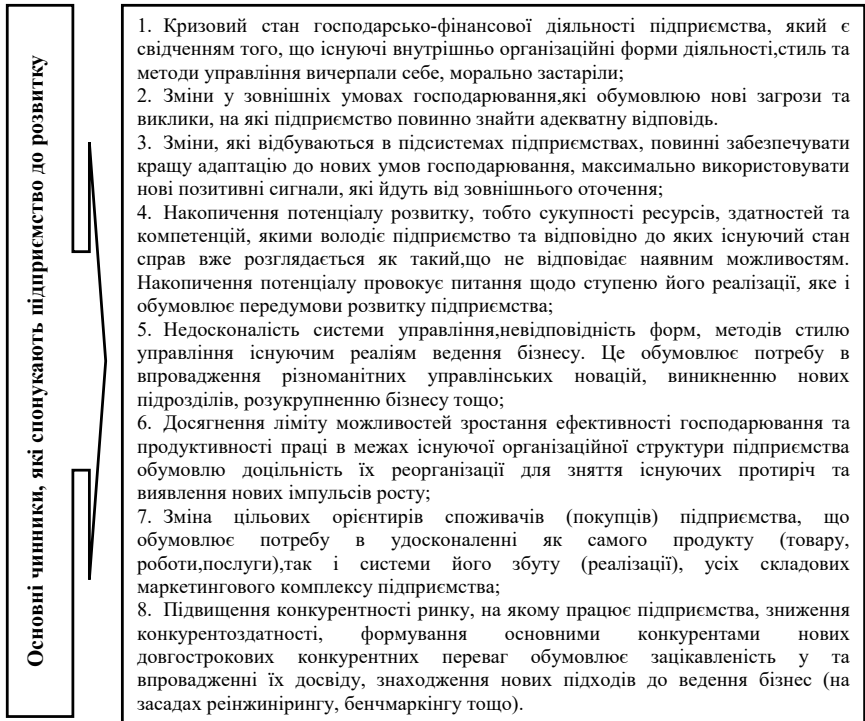 Основні чинники, які спонукають підприємство до розвитку
1. Кризовий стан господарсько-фінансової діяльності підприємства, який є
свідченням того, що існуючі внутрішньо організаційні форми діяльності,стиль та
методи управління вичерпали себе, морально застаріли;
2. Зміни у зовнішніх умовах господарювання,які обумовлюю нові загрози та
виклики, на які підприємство повинно знайти адекватну відповідь.
3. Зміни, які відбуваються в підсистемах підприємствах, повинні забезпечувати
кращу адаптацію до нових умов господарювання, максимально використовувати
нові позитивні сигнали, які йдуть від зовнішнього оточення;
4. Накопичення потенціалу розвитку, тобто сукупності ресурсів, здатностей та
компетенцій, якими володіє підприємство та відповідно до яких існуючий стан
справ вже розглядається як такий,що не відповідає наявним можливостям.
Накопичення потенціалу провокує питання щодо ступеню його реалізації, яке і
обумовлює передумови розвитку підприємства;
5. Недосконалість системи управління,невідповідність форм, методів стилю
управління існуючим реаліям ведення бізнесу. Це обумовлює потребу в
впровадження різноманітних управлінських новацій, виникненню нових
підрозділів, розукрупненню бізнесу тощо;
6. Досягнення ліміту можливостей зростання ефективності господарювання та
продуктивності праці в межах існуючої організаційної структури підприємства
обумовлю доцільність їх реорганізації для зняття існуючих протиріч та
виявлення нових імпульсів росту;
7. Зміна цільових орієнтирів споживачів (покупців) підприємства, що
обумовлює потребу в удосконаленні як самого продукту (товару,
роботи,послуги),так і системи його збуту (реалізації), усіх складових
маркетингового комплексу підприємства;
8. Підвищення конкурентності ринку, на якому працює підприємства, зниження
конкурентоздатності, формування основними конкурентами нових
довгострокових конкурентних переваг обумовлює зацікавленість у та
впровадженні їх досвіду, знаходження нових підходів до ведення бізнес (на
засадах реінжинірингу, бенчмаркінгу тощо).